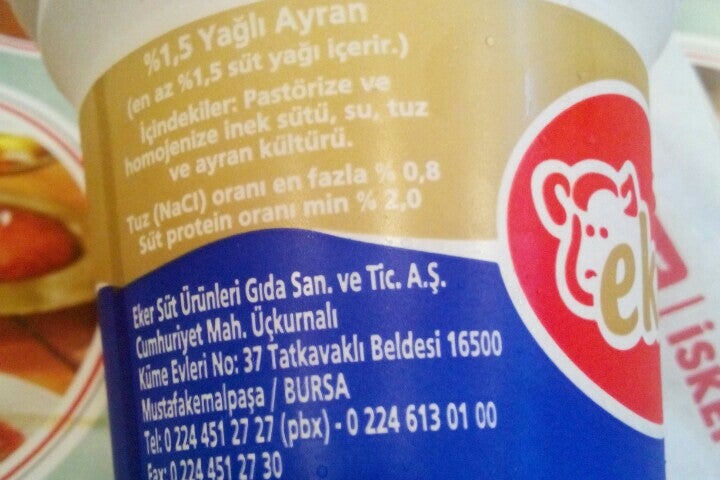 %1,5 Yağlı Ayran
(en az %1,5 süt yağı içerir.)
İçindekiler: Pastörize ve
homojenize inek sütü, su, tuz
ve ayran kültürü.
Tuz (NaCl) oranı en fazla % 0,8
Süt protein oranı min % 2,0
Eker Süt Ürünleri Gıda San. ve Tic. A.Ş.
Cumhuriyet Mah. Üçkurnalı
Küme Evleri No: 37 Tatkavaklı Beldesi 16500
Mustafakemalpaşa / BURSA
Tel: 0 224 451 27 27 (pbx) - 0 224 613 01 00
Fax: 0 224 451 27 30
ek
İSKE